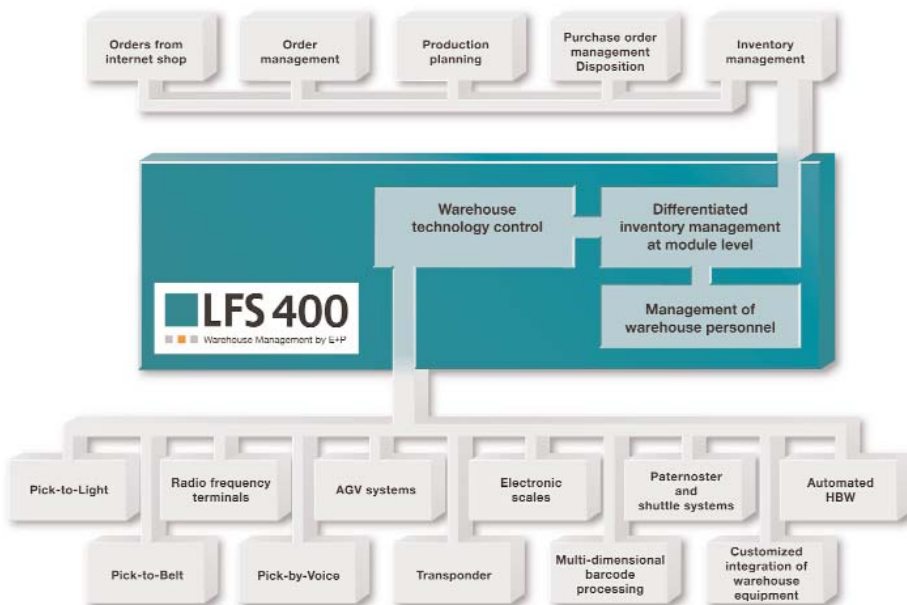 Orders from
internet shop
Order
management
Production
planning
Purchase order
management
Disposition
Inventory
management
Warehouse
technology control
Differentiated
inventory management
at module level
Management of
warehouse personnel
LFS 400
Warehouse Management by E+P
Pick-to-Light
Radio frequency
terminals
AGV systems
Electronic
scales
Paternoster
and
shuttle systems
Automated
HBW
Pick-to-Belt
Pick-by-Voice
Transponder
Multi-dimensional
barcode
processing
Customized
integration of
warehouse
equipment